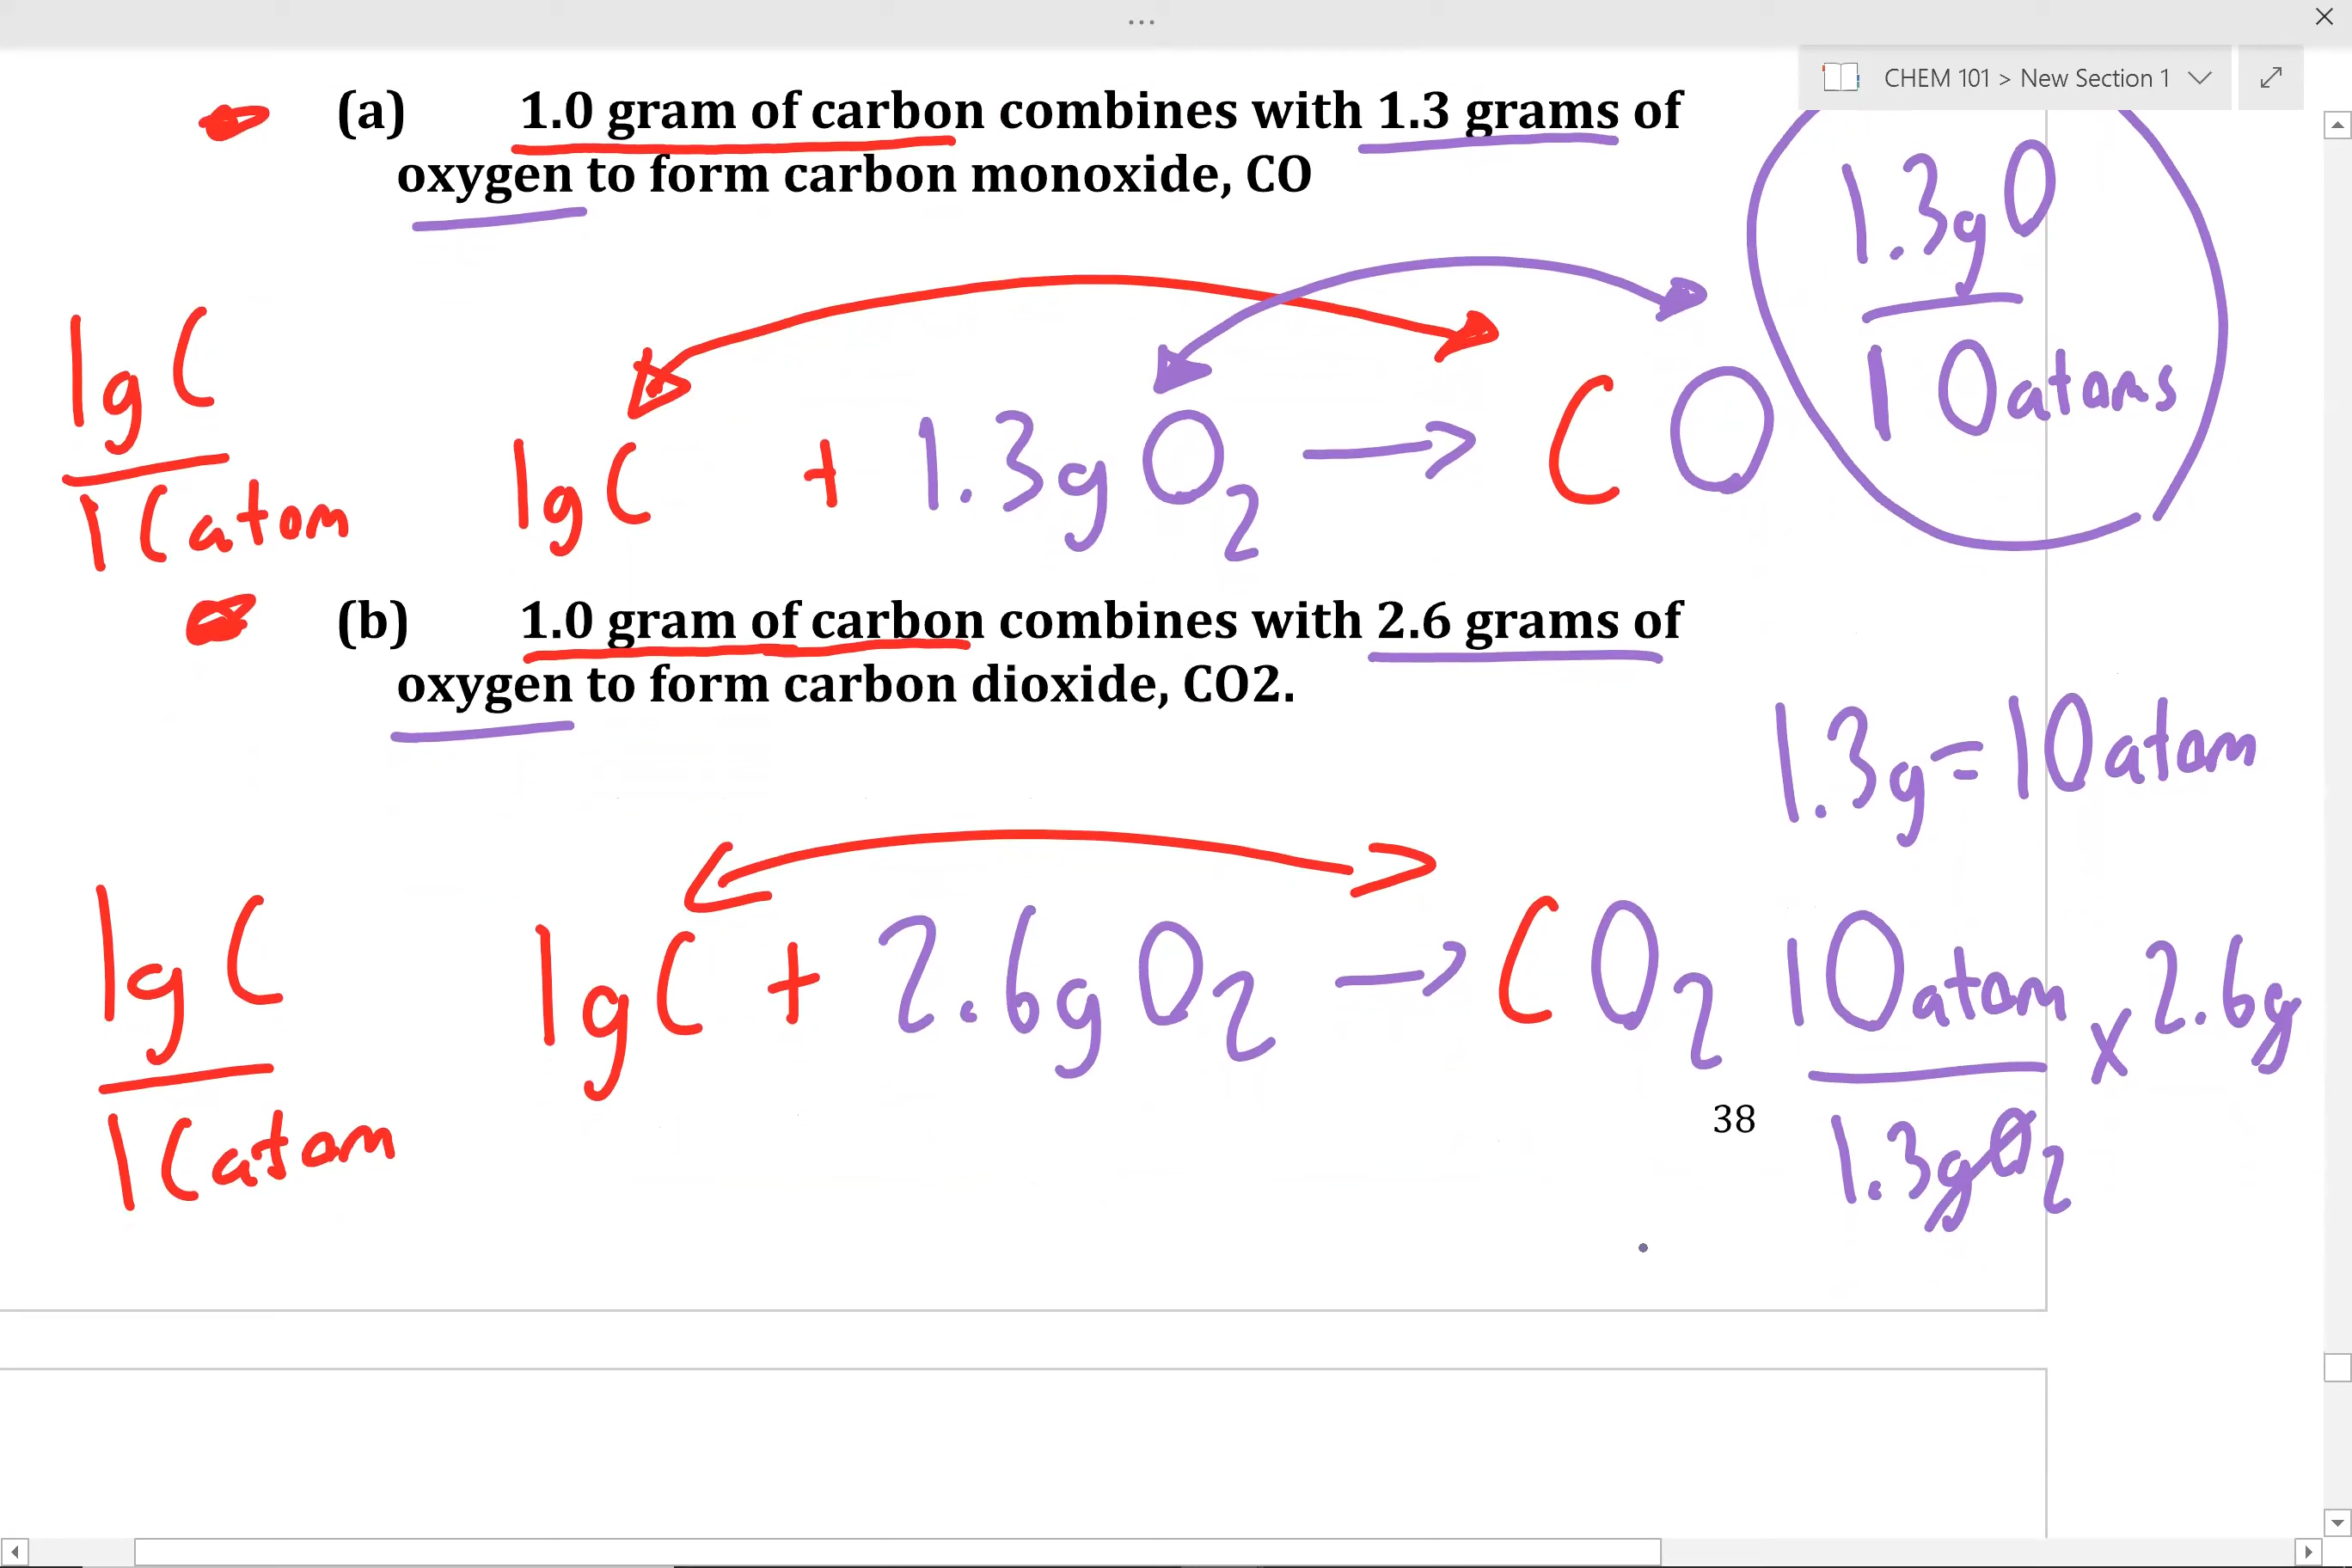 CHEM 101 > New Section 1
(a) 1.0 gram of carbon combines with 1.3 grams of
oxygen to form carbon monoxide, CO
1.3g O
1 O atoms
1g C
1 C atom
1g C + 1.3g O2 → C O
(b) 1.0 gram of carbon combines with 2.6 grams of
oxygen to form carbon dioxide, CO2.
1.3g = 1 O atom
1g C
1 C atom
1g C + 2.6g O2 → C O2
1 O atom x 2.6g
1.3g O2
38